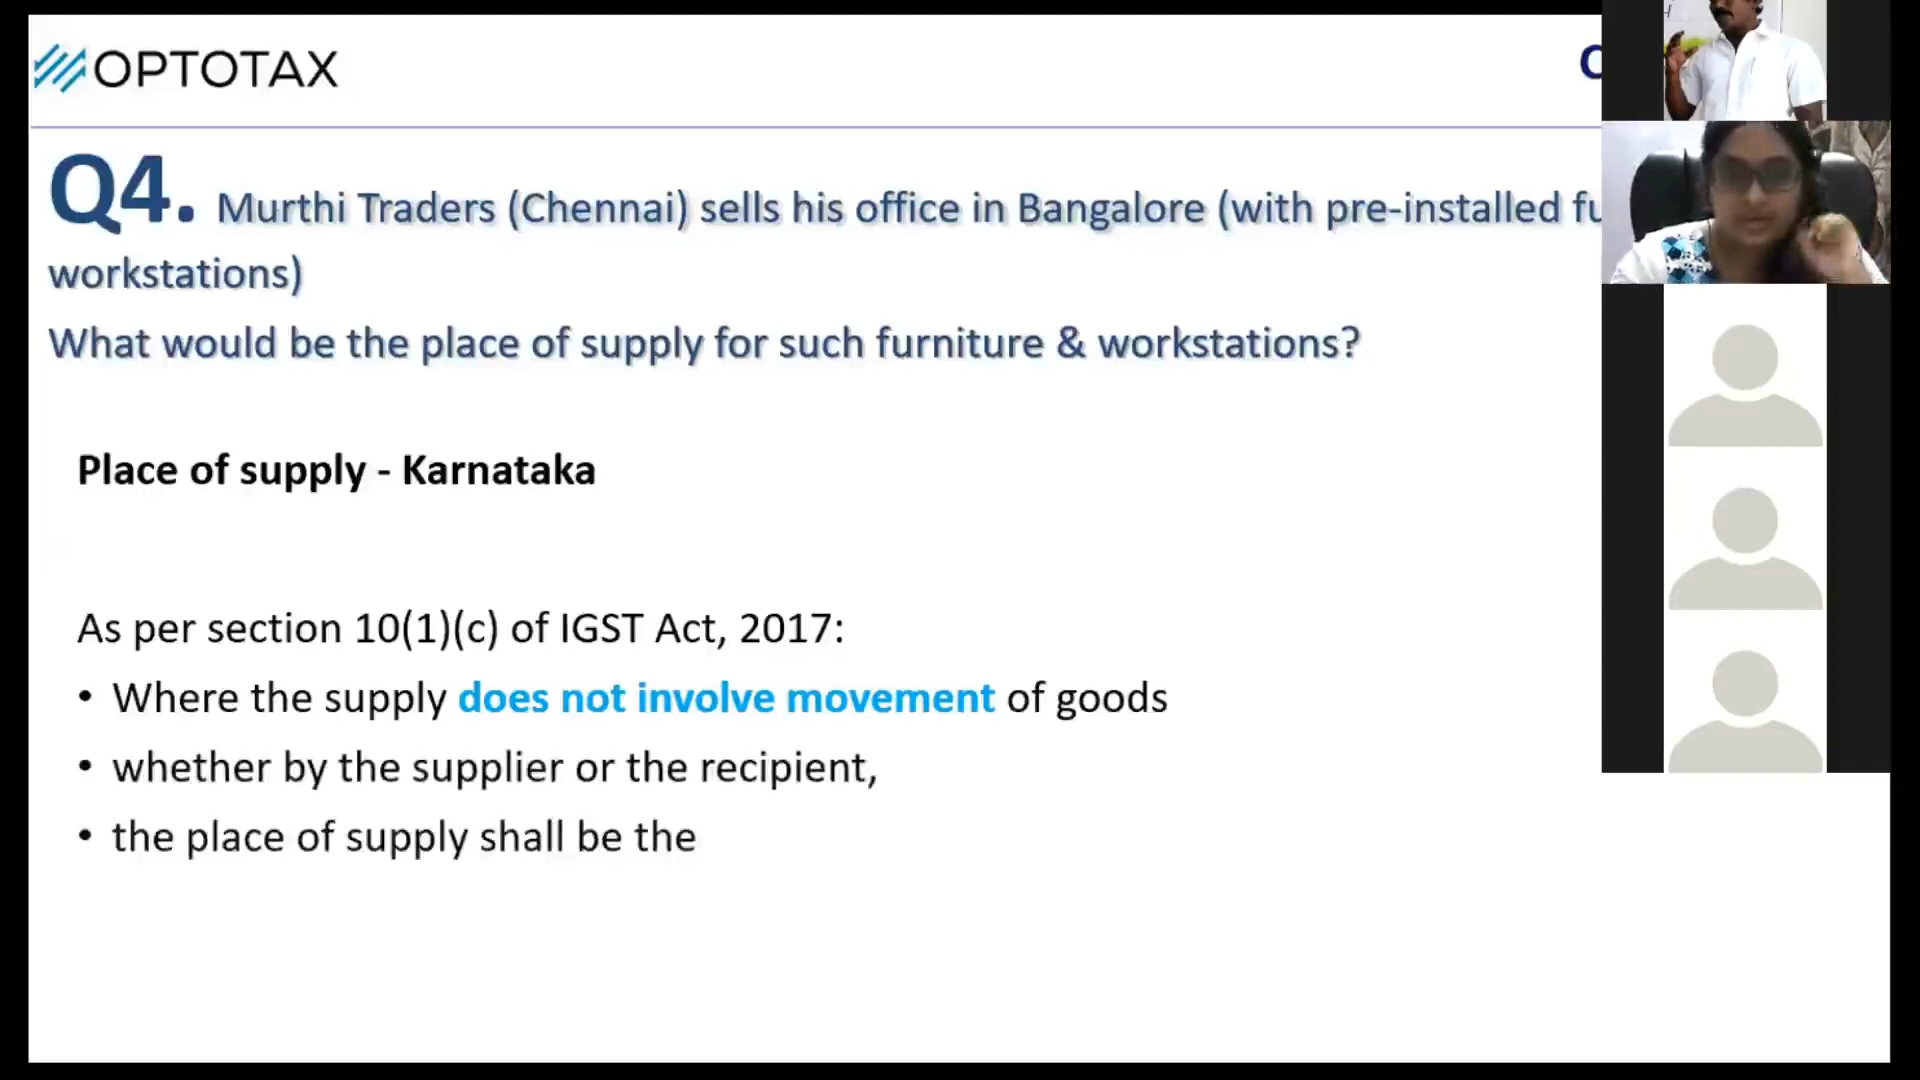 OPTOTAX
Q4. Murthi Traders (Chennai) sells his office in Bangalore (with pre-installed
workstations)
What would be the place of supply for such furniture & workstations?
Place of supply - Karnataka
As per section 10(1)(c) of IGST Act, 2017:
• Where the supply does not involve movement of goods
• whether by the supplier or the recipient,
• the place of supply shall be the